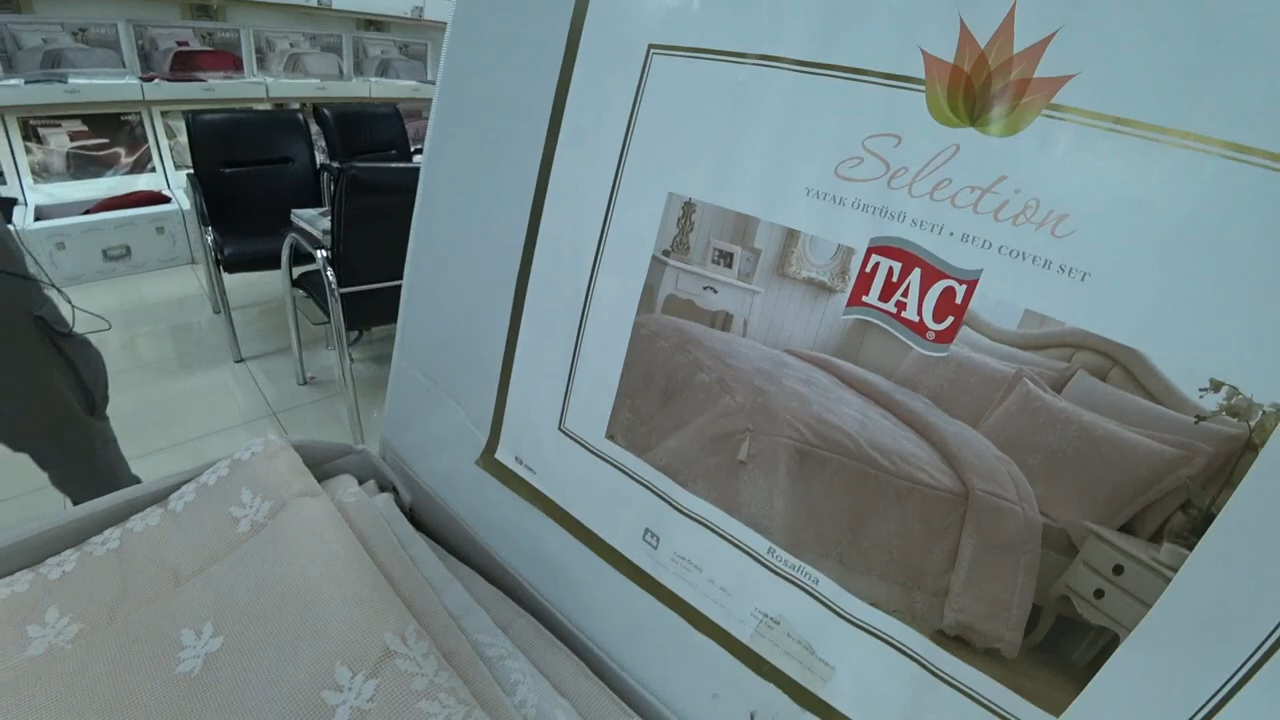 Selection
YATAK ÖRTÜSÜ SETİ • BED COVER SET
TAC®
Rosalina